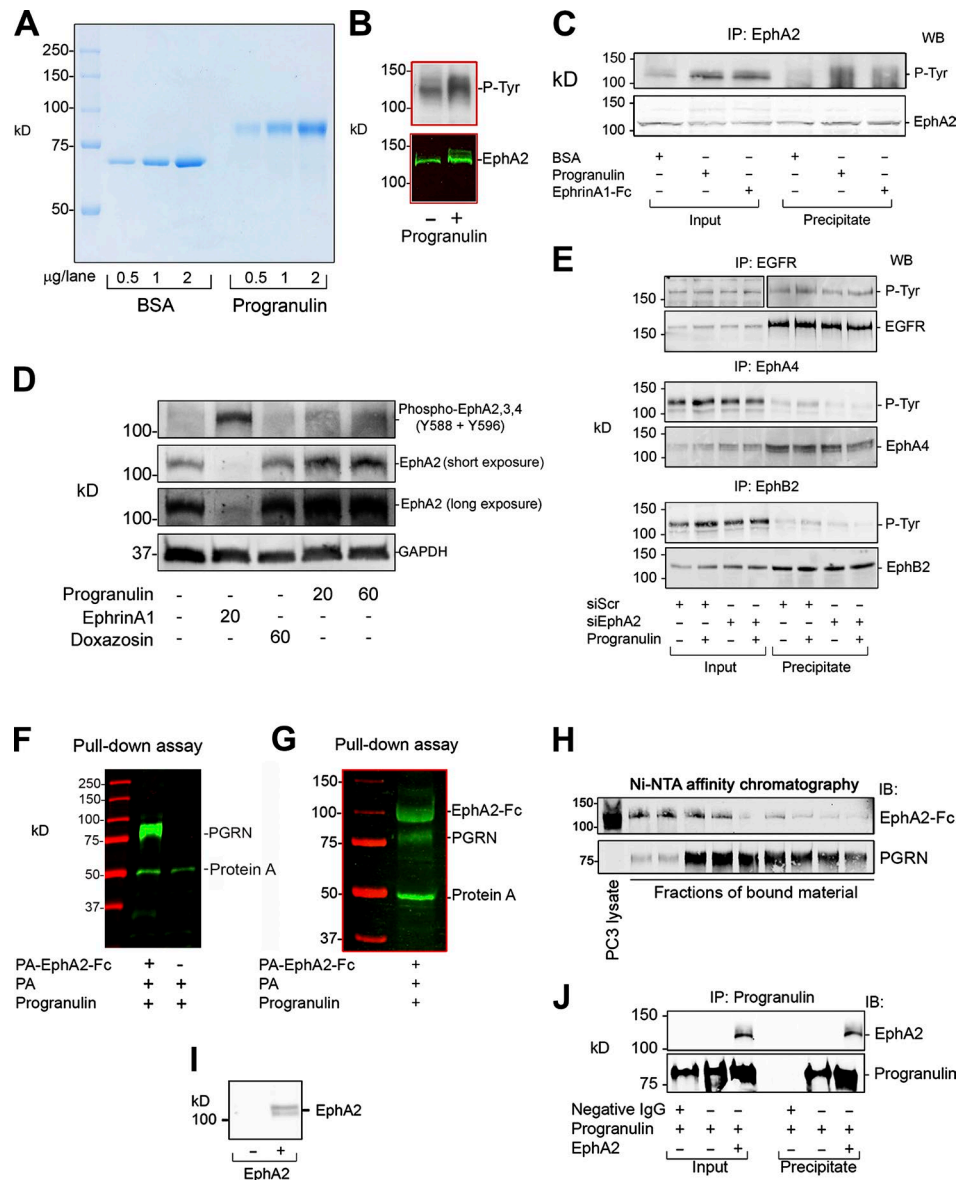 A
250-
150-
100-
kD
75-
50-
µg/lane 0.5 1 2 0.5 1 2
BSA Progranulin
B
150-
100-
kD
-P-Tyr
150-
100-
EphA2
– +
Progranulin
C
IP: EphA2
WB
kD
150-
100-
P-Tyr
150-
100-
EphA2
BSA + – – + – –
Progranulin – + – – + –
EphrinA1-Fc – – + – – +
Input Precipitate
D
kD
100-
Phospho-EphA2,3,4
(Y588 + Y596)
100-
EphA2 (short exposure)
100-
EphA2 (long exposure)
37-
GAPDH
Progranulin - - - 20 60
EphrinA1 - 20 - - -
Doxazosin - - 60 - -
E
IP: EGFR
WB
150-
P-Tyr
150-
EGFR
IP: EphA4
kD
150-
100-
P-Tyr
150-
100-
EphA4
IP: EphB2
150-
100-
P-Tyr
150-
100-
EphB2
siScr + + – – + + – –
siEphA2 – – + + – – + +
Progranulin – + – + – + – +
Input Precipitate
F
Pull-down assay
kD
250-
150-
100-
75-
50-
37-
-PGRN
-Protein A
PA-EphA2-Fc + –
PA + +
Progranulin + +
G
Pull-down assay
150-
100-
75-
50-
37-
EphA2-Fc
PGRN
Protein A
PA-EphA2-Fc +
PA +
Progranulin +
H
Ni-NTA affinity chromatography
IB:
150-
100-
EphA2-Fc
75-
PGRN
PC3 lysate
Fractions of bound material
I
kD
100
EphA2
– +
EphA2
J
IP: Progranulin
IB:
kD
150-
100-
EphA2
75-
Progranulin
Negative IgG + – – + – –
Progranulin + + + + + +
EphA2 + +
Input Precipitate